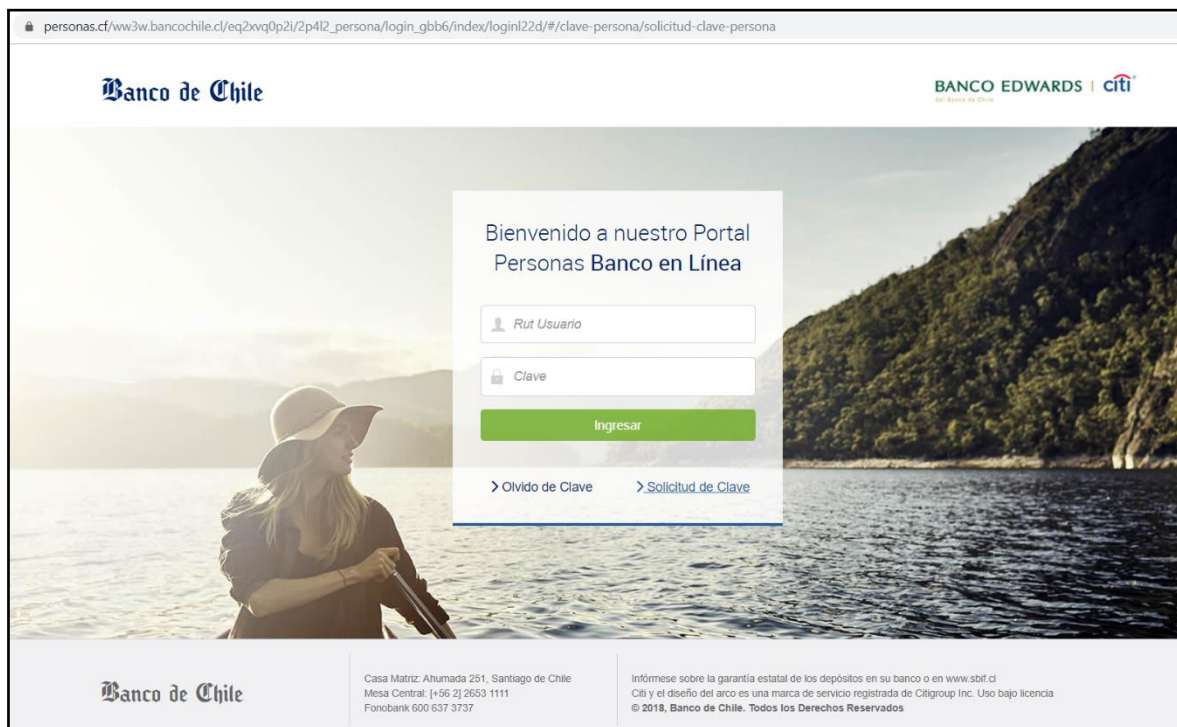 personas.cf/ww3w.bancochile.cl/eq2xvq0p2i/2p4l2_persona/login_gbb6/index/loginl22d/#/clave-persona/solicitud-clave-persona
Banco de Chile
BANCO EDWARDS | citi
del Banco de Chile
Bienvenido a nuestro Portal
Personas Banco en Línea
Rut Usuario
Clave
Ingresar
Olvido de Clave
Solicitud de Clave
Banco de Chile
Casa Matriz: Ahumada 251, Santiago de Chile
Mesa Central: [+56 2] 2653 1111
Fonobank 600 637 3737
Infórmese sobre la garantía estatal de los depósitos en su banco o en www.sbif.cl
Citi y el diseño del arco es una marca de servicio registrada de Citigroup Inc. Uso bajo licencia
© 2018, Banco de Chile. Todos los Derechos Reservados